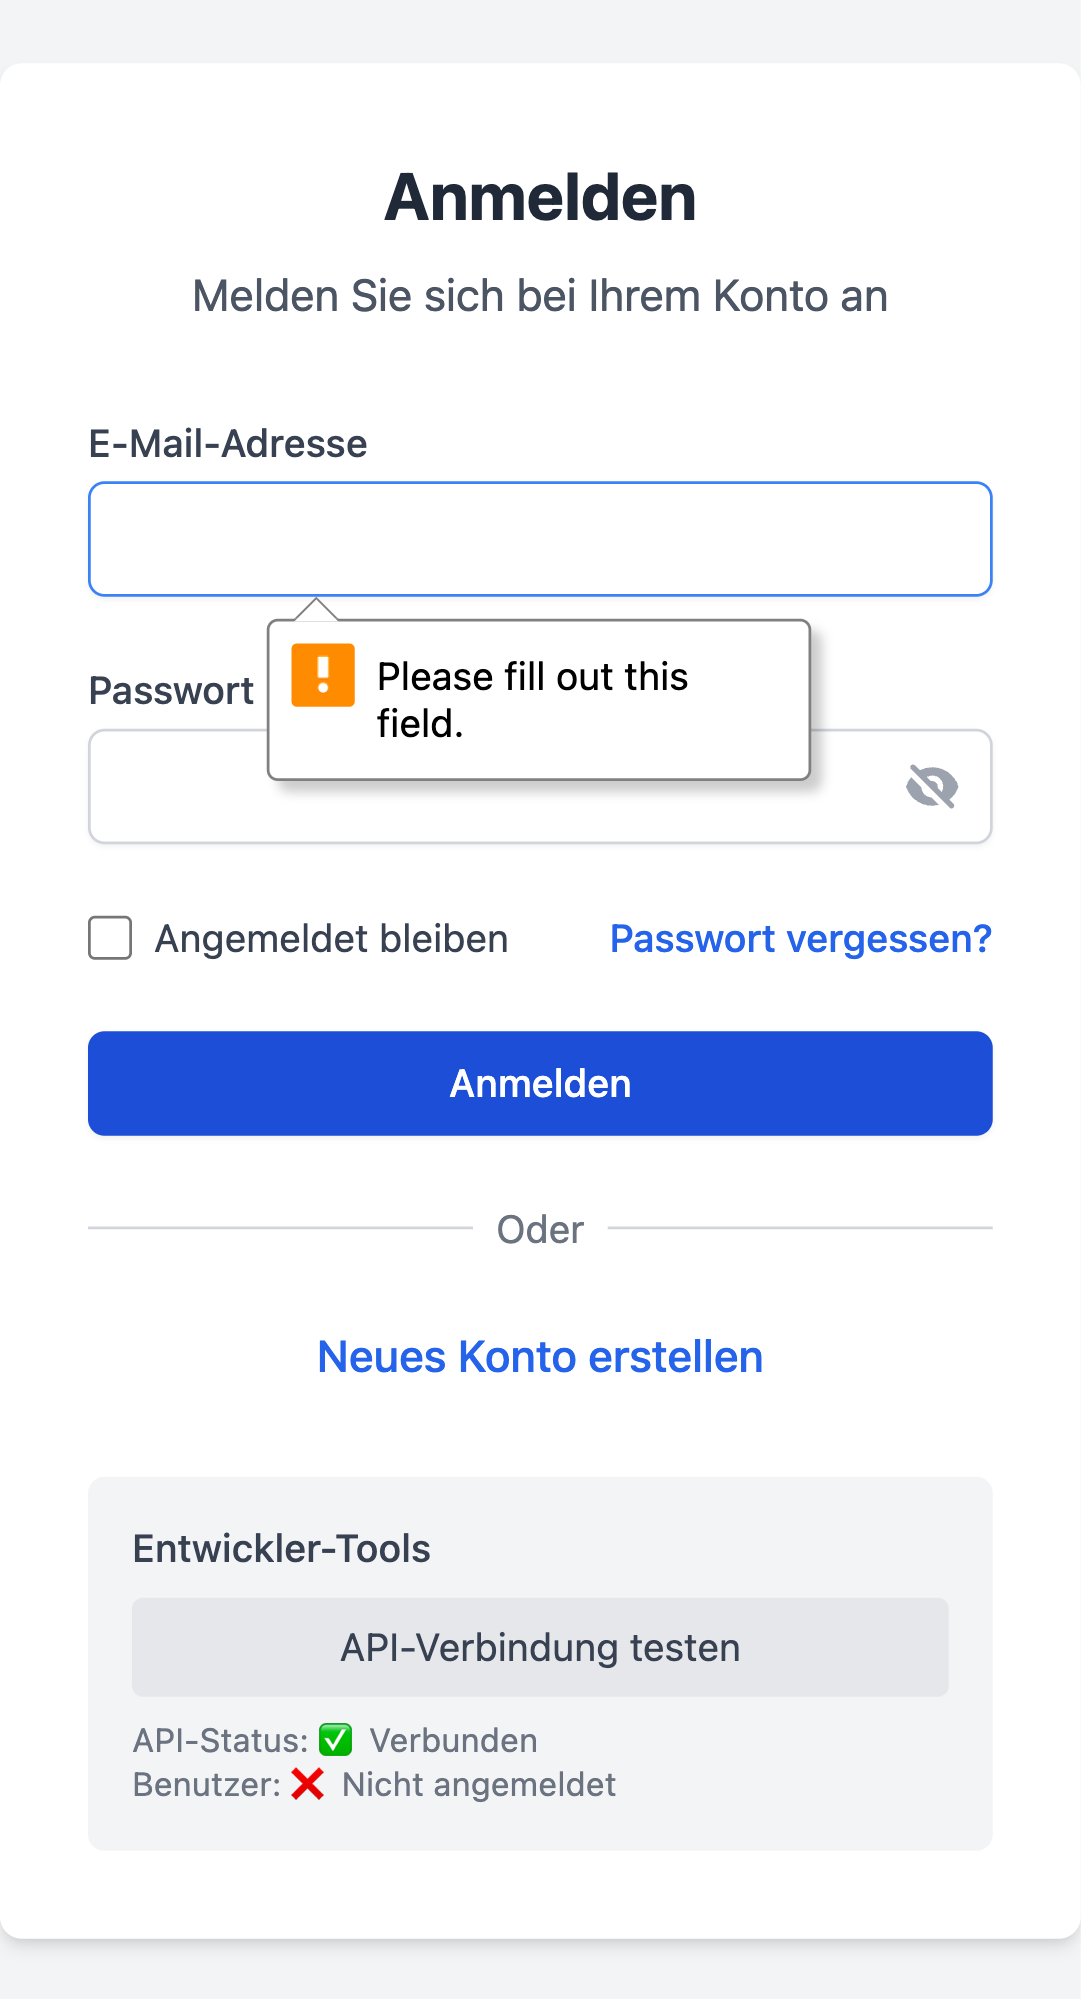 Anmelden
Melden Sie sich bei Ihrem Konto an
E-Mail-Adresse
Please fill out this
field.
Passwort
Angemeldet bleiben
Passwort vergessen?
Anmelden
Oder
Neues Konto erstellen
Entwickler-Tools
API-Verbindung testen
API-Status: ✅ Verbunden
Benutzer: ❌ Nicht angemeldet